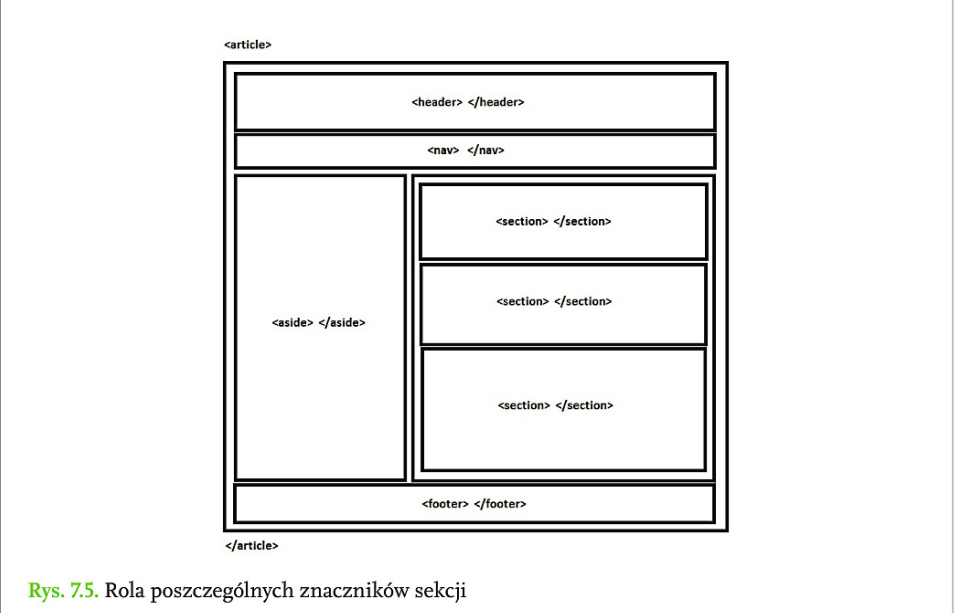 <article>
<header> </header>
<nav> </nav>
<section> </section>
<section> </section>
<aside> </aside>
<section> </section>
<footer> </footer>
</article>
Rys. 7.5. Rola poszczególnych znaczników sekcji